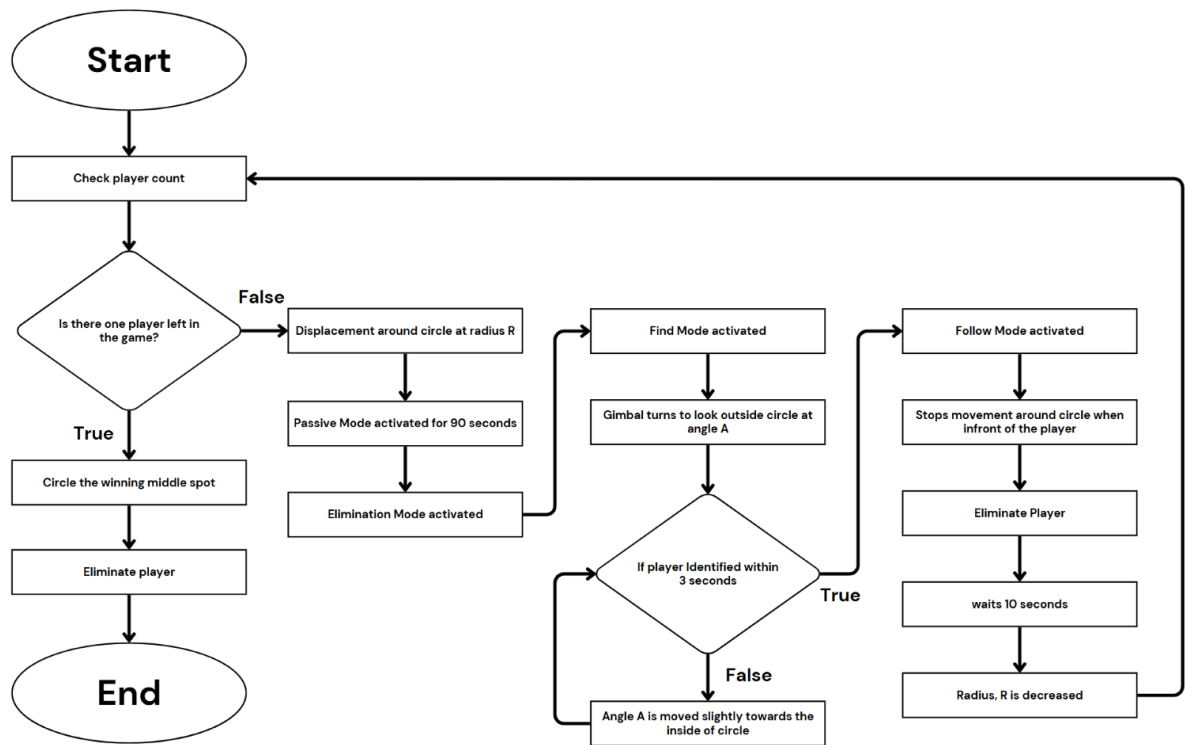 Start
Check player count
Is there one player left in
the game?
False
True
Circle the winning middle spot
Eliminate player
End
Displacement around circle at radius R
Passive Mode activated for 90 seconds
Elimination Mode activated
Find Mode activated
Gimbal turns to look outside circle at
angle A
If player Identified within
3 seconds
True
False
Angle A is moved slightly towards the
inside of circle
Follow Mode activated
Stops movement around circle when
infront of the player
Eliminate Player
waits 10 seconds
Radius, R is decreased